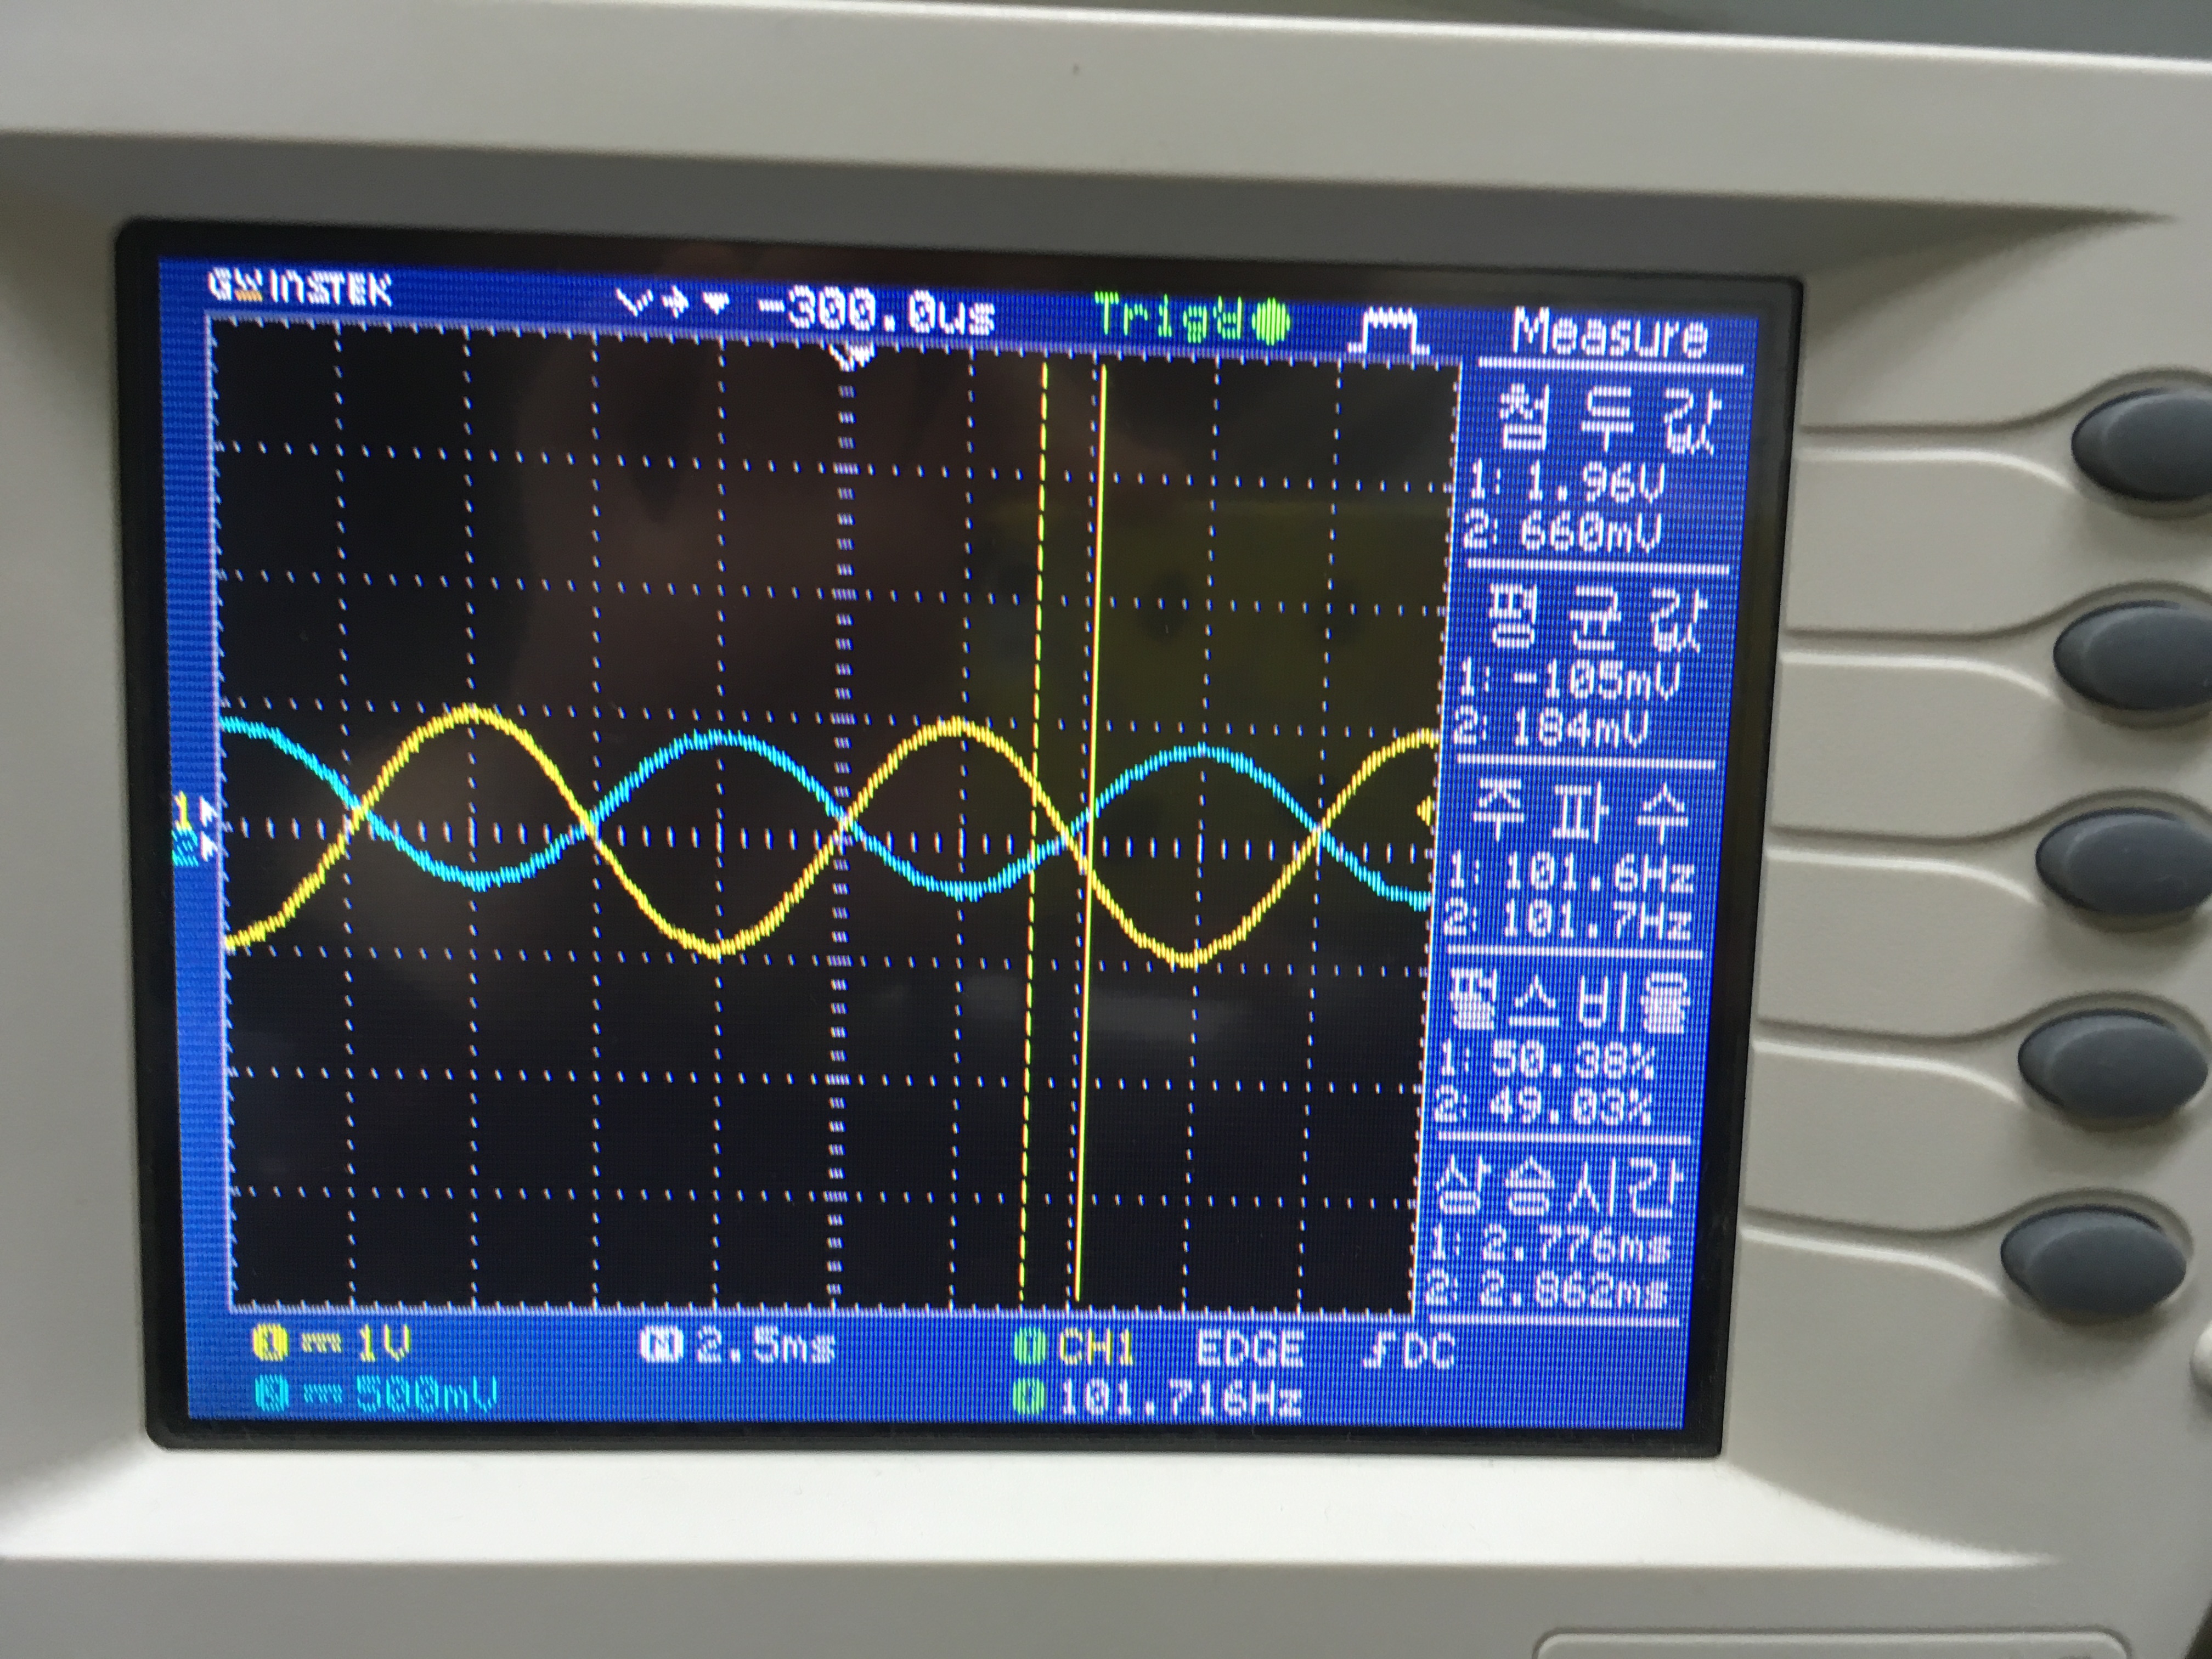 GWINSTEK
-300.0us
Trig'd
Measure
첨두값
1: 1.96V
2: 660mV
평균값
1: -105mV
2: 184mV
주파수
1: 101.6Hz
2: 101.7Hz
펄스비율
1: 50.38%
2: 49.03%
상승시간
1: 2.776ms
2: 2.862ms
1
2
1 1V
M 2.5ms
CH1 EDGE DC
2 500mV
101.716Hz